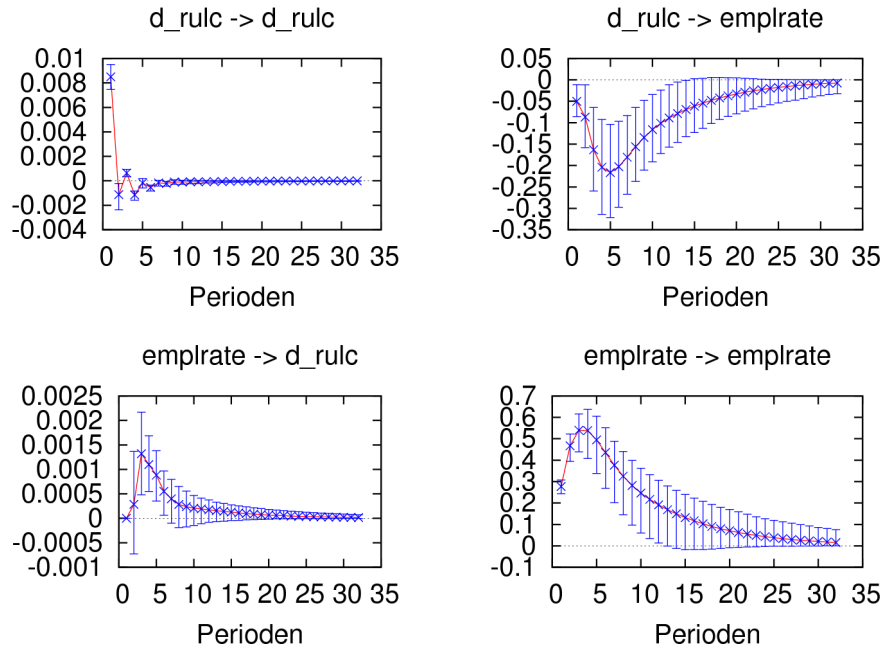 d_rulc -> d_rulc
0.01
0.008
0.006
0.004
0.002
0
-0.002
-0.004
0 5 10 15 20 25 30 35
Perioden
d_rulc -> emplrate
0.05
0
-0.05
-0.1
-0.15
-0.2
-0.25
-0.3
-0.35
0 5 10 15 20 25 30 35
Perioden
emplrate -> d_rulc
0.0025
0.002
0.0015
0.001
0.0005
0
-0.0005
-0.001
0 5 10 15 20 25 30 35
Perioden
emplrate -> emplrate
0.7
0.6
0.5
0.4
0.3
0.2
0.1
0
-0.1
0 5 10 15 20 25 30 35
Perioden